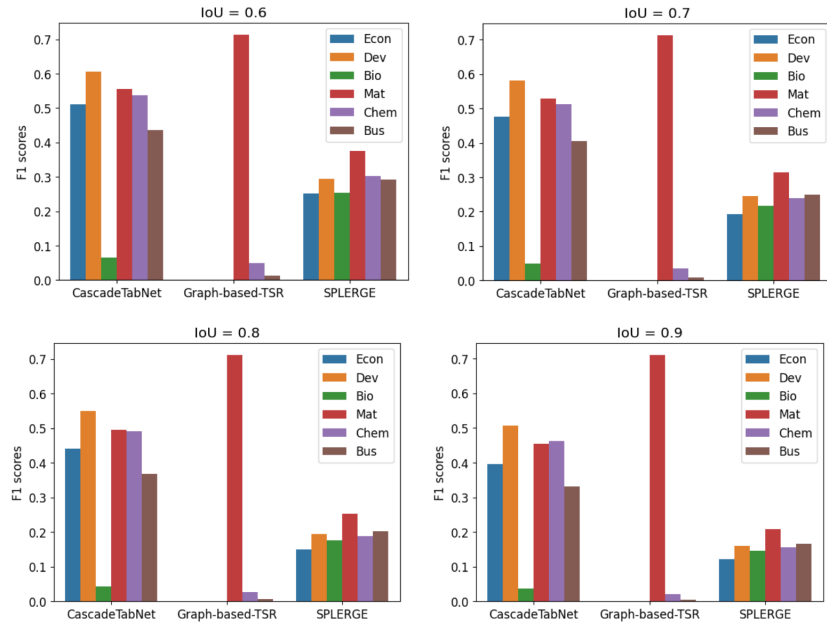 IoU = 0.6
F1 scores
0.7
0.6
0.5
0.4
0.3
0.2
0.1
0.0
Econ
Dev
Bio
Mat
Chem
Bus
CascadeTabNet Graph-based-TSR SPLERGE
IoU = 0.7
F1 scores
0.7
0.6
0.5
0.4
0.3
0.2
0.1
0.0
Econ
Dev
Bio
Mat
Chem
Bus
CascadeTabNet Graph-based-TSR SPLERGE
IoU = 0.8
F1 scores
0.7
0.6
0.5
0.4
0.3
0.2
0.1
0.0
Econ
Dev
Bio
Mat
Chem
Bus
CascadeTabNet Graph-based-TSR SPLERGE
IoU = 0.9
F1 scores
0.7
0.6
0.5
0.4
0.3
0.2
0.1
0.0
Econ
Dev
Bio
Mat
Chem
Bus
CascadeTabNet Graph-based-TSR SPLERGE